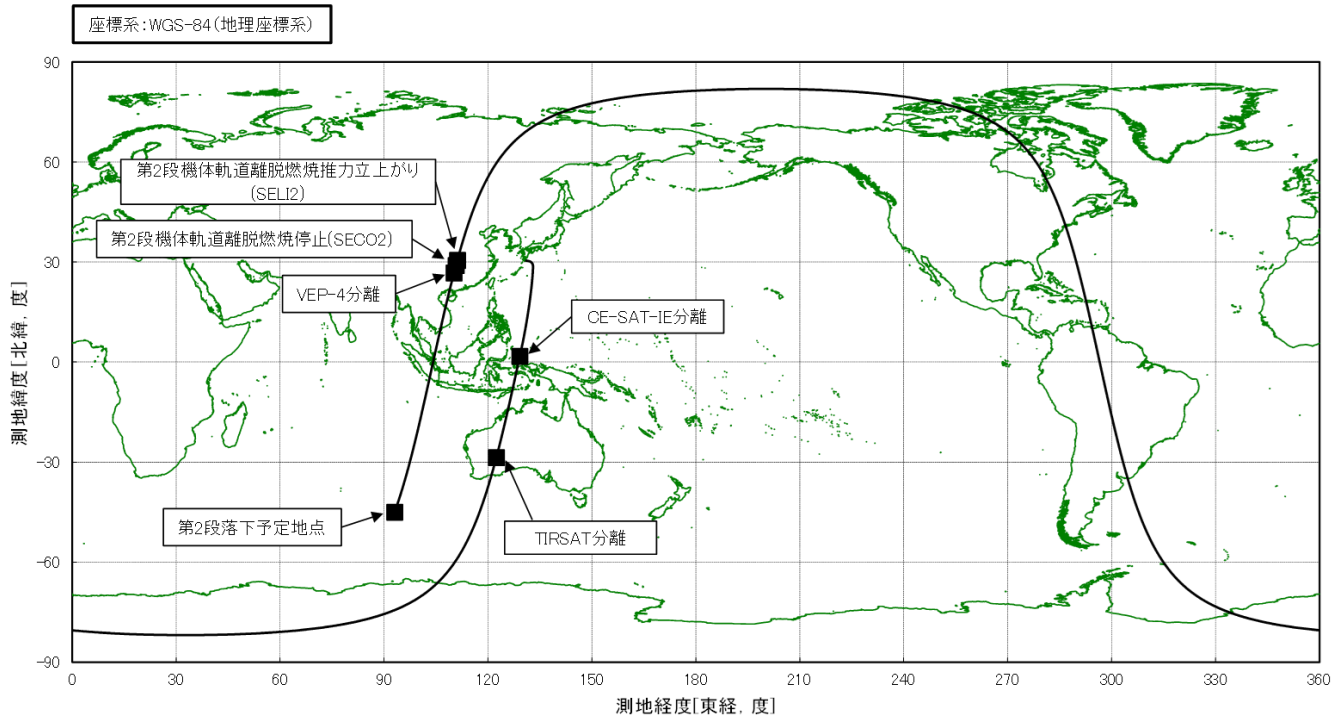 座標系:WGS-84(地理座標系)
90
60
30
0
-30
-60
-90
測地緯度[北緯, 度]
第2段機体軌道離脱燃焼推力立上がり
(SELI2)
第2段機体軌道離脱燃焼停止(SECO2)
VEP-4分離
CE-SAT-IE分離
第2段落下予定地点
TIRSAT分離
0 30 60 90 120 150 180 210 240 270 300 330 360
測地経度[東経, 度]